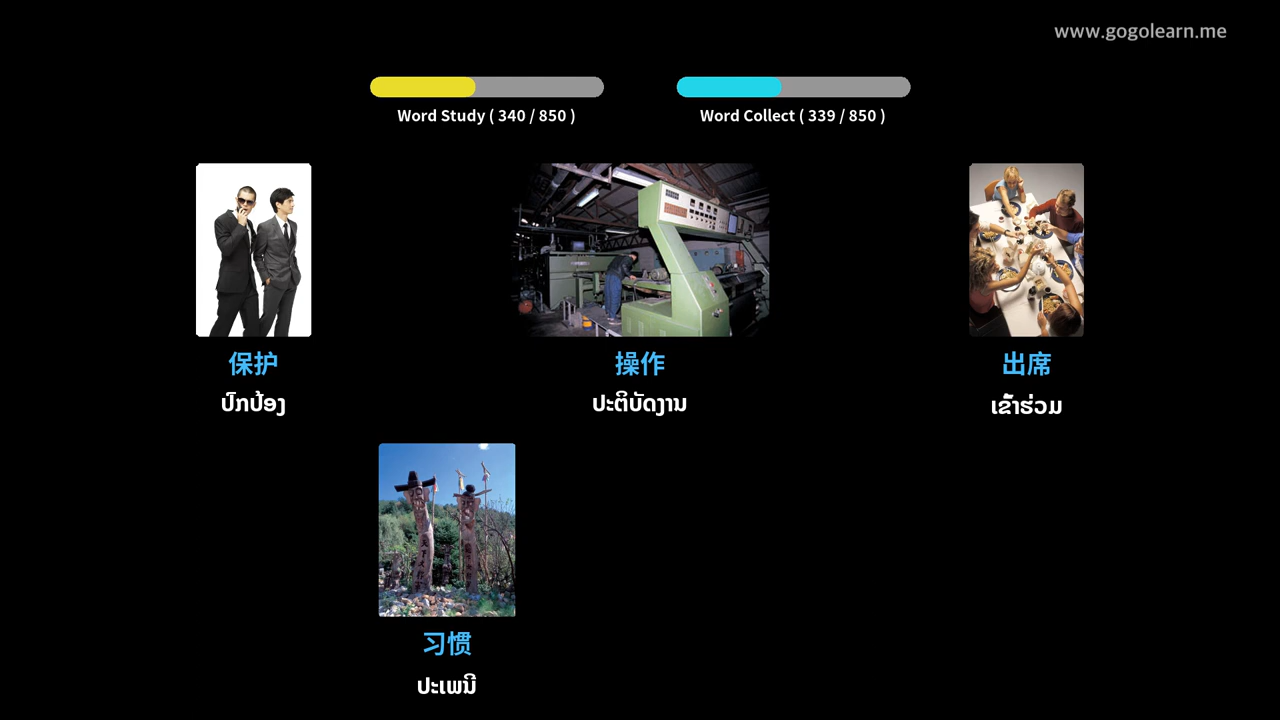 www.gogolearn.me
Word Study ( 340 / 850 )
Word Collect ( 339 / 850 )
保护
ປົກປ້ອງ
操作
ປະຕິບັດງານ
出席
ເຂົ້າຮ່ວມ
习惯
ປະເພນີ